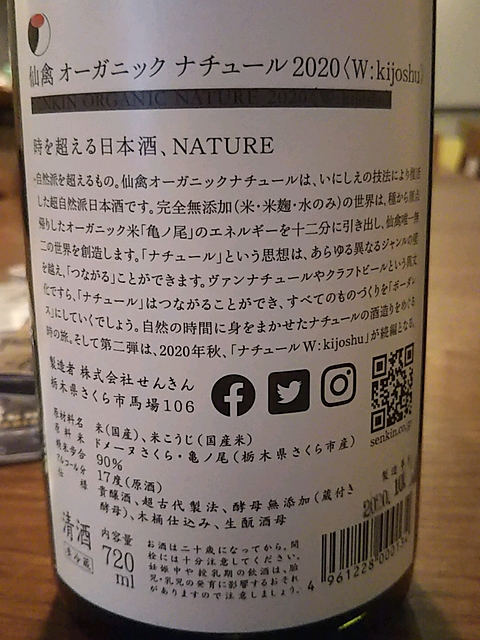 仙禽 オーガニック ナチュール 2020〈W:kijoshu〉
SENKIN ORGANIC NATURE 2020
時を超える日本酒、NATURE
自然派を超えるもの。仙禽オーガニックナチュールは、いにしえの技法により復活
した超自然派日本酒です。完全無添加（米・米麹・水のみ）の世界は、種から原点
帰りしたオーガニック米「亀ノ尾」のエネルギーを十二分に引き出し、仙禽唯一無
二の世界を創造します。「ナチュール」という思想は、あらゆる異なるジャンルの壁
を越え、「つながる」ことができます。ヴァンナチュールやクラフトビールという異文
化ですら、「ナチュール」はつながることができ、すべてのものづくりを「ボーダレ
ス」にしていくでしょう。自然の時間に身をまかせたナチュールの酒造りをめぐる
時の旅。そして第二弾は、2020年秋、「ナチュールW:kijoshu」が続編となる。
製造者 株式会社せんきん
栃木県さくら市馬場106
senkin.co.jp
原材料名 米（国産）、米こうじ（国産米）
原料米 ドメーヌさくら・亀ノ尾（栃木県さくら市産）
精米歩合 90%
アルコール分 17度（原酒）
仕様 貴醸酒、超古代製法、酵母無添加（蔵付き
酵母）、木桶仕込み、生酛酒母
製造年月
2020.10
清酒
要冷蔵
内容量
720
ml
お酒は二十歳になってから。開
栓には十分注意してください。
妊娠中や授乳期の飲酒は、胎
児・乳児の発育に影響するおそれ
がありますので注意しましょう。
4 961228 000